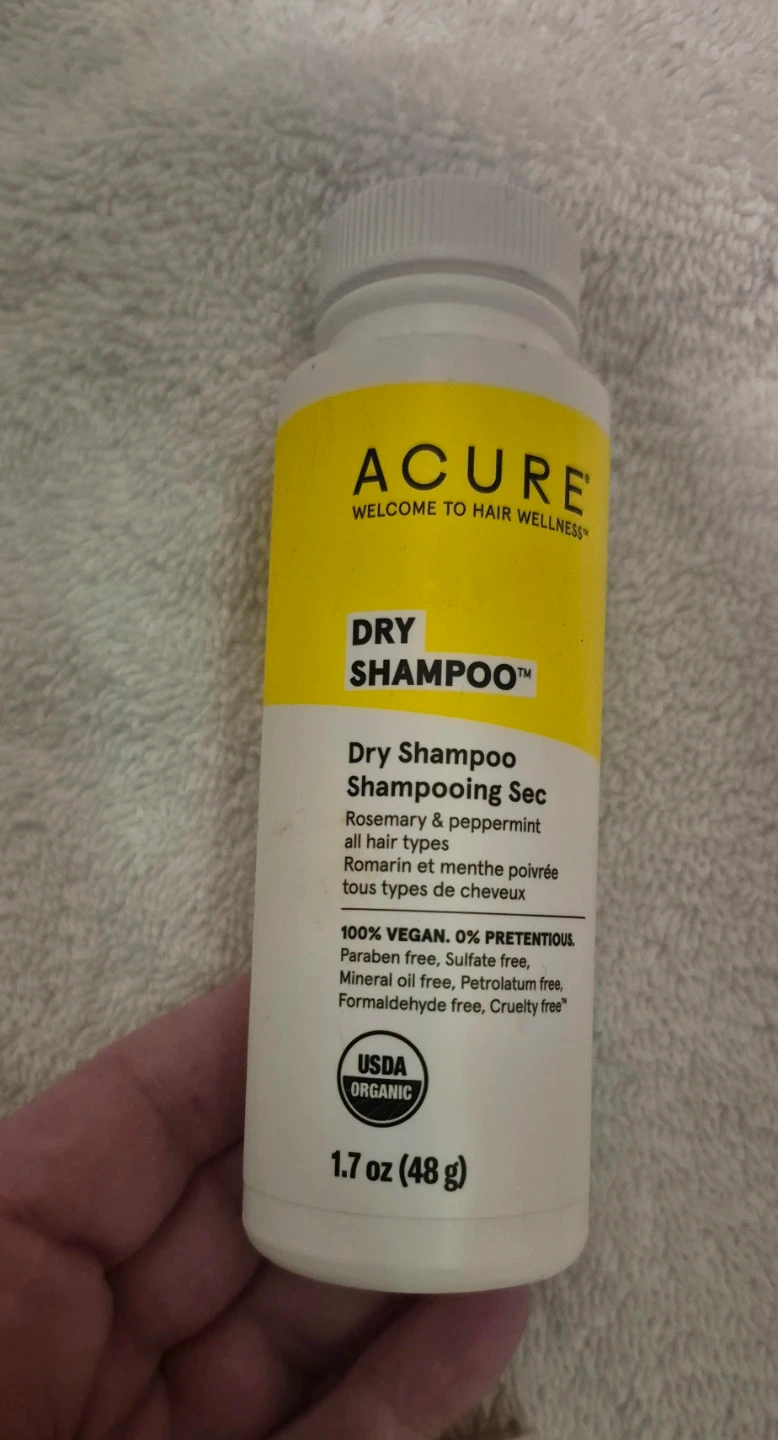 ACURE®
WELCOME TO HAIR WELLNESS™
DRY
SHAMPOO™
Dry Shampoo
Shampooing Sec
Rosemary & peppermint
all hair types
Romarin et menthe poivrée
tous types de cheveux
100% VEGAN. 0% PRETENTIOUS.
Paraben free, Sulfate free,
Mineral oil free, Petrolatum free,
Formaldehyde free, Cruelty free™
USDA
ORGANIC
1.7 oz (48 g)